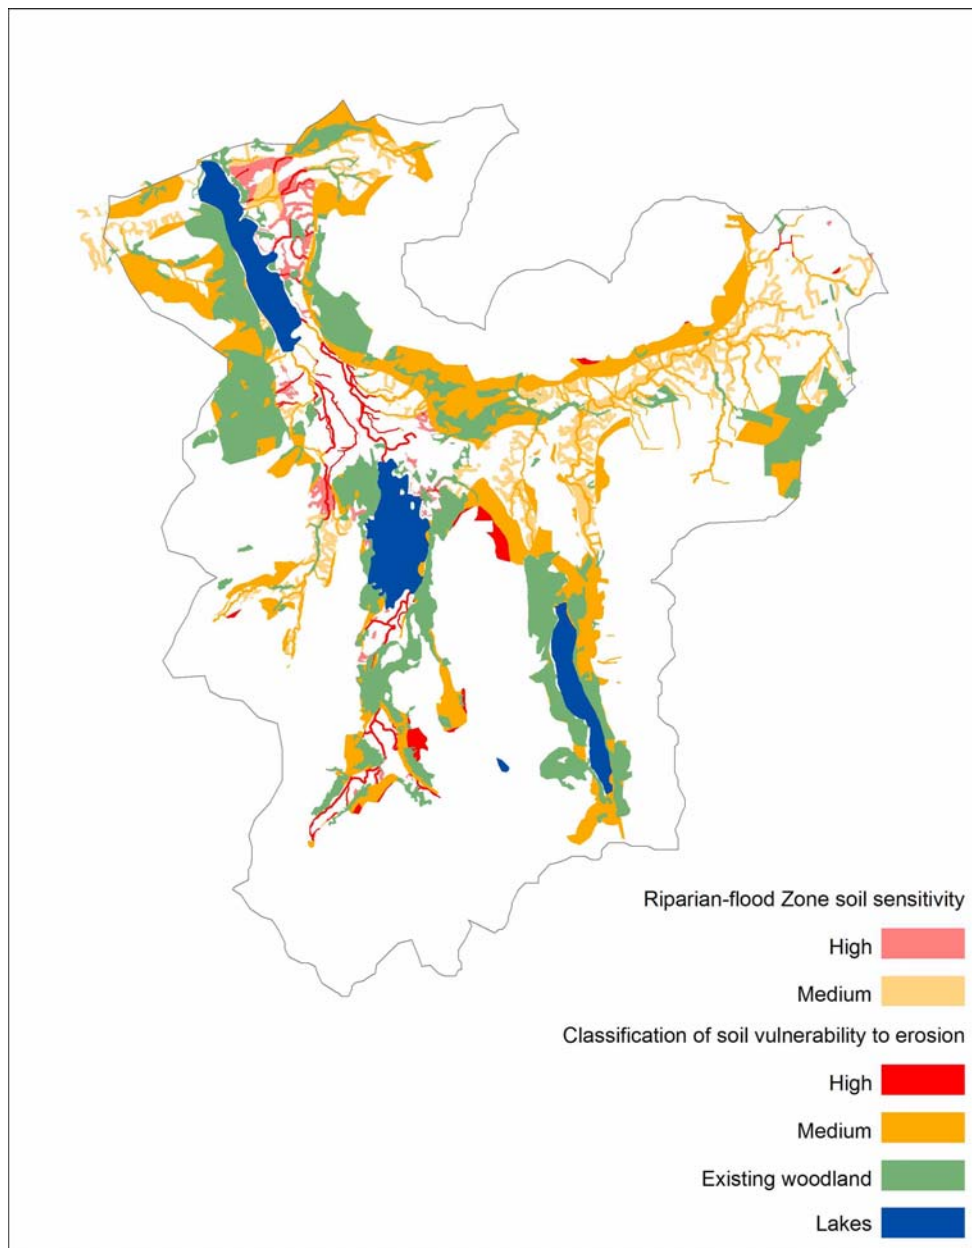 Riparian-flood Zone soil sensitivity
High
Medium
Classification of soil vulnerability to erosion
High
Medium
Existing woodland
Lakes